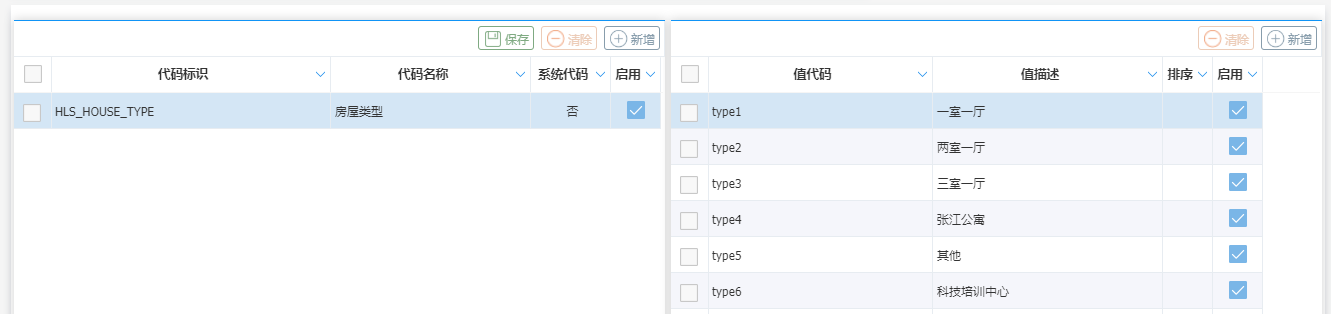 保存 清除 新增
代码标识 代码名称 系统代码 启用
HLS_HOUSE_TYPE 房屋类型 否
清除 新增
值代码 值描述 排序 启用
type1 一室一厅
type2 两室一厅
type3 三室一厅
type4 张江公寓
type5 其他
type6 科技培训中心